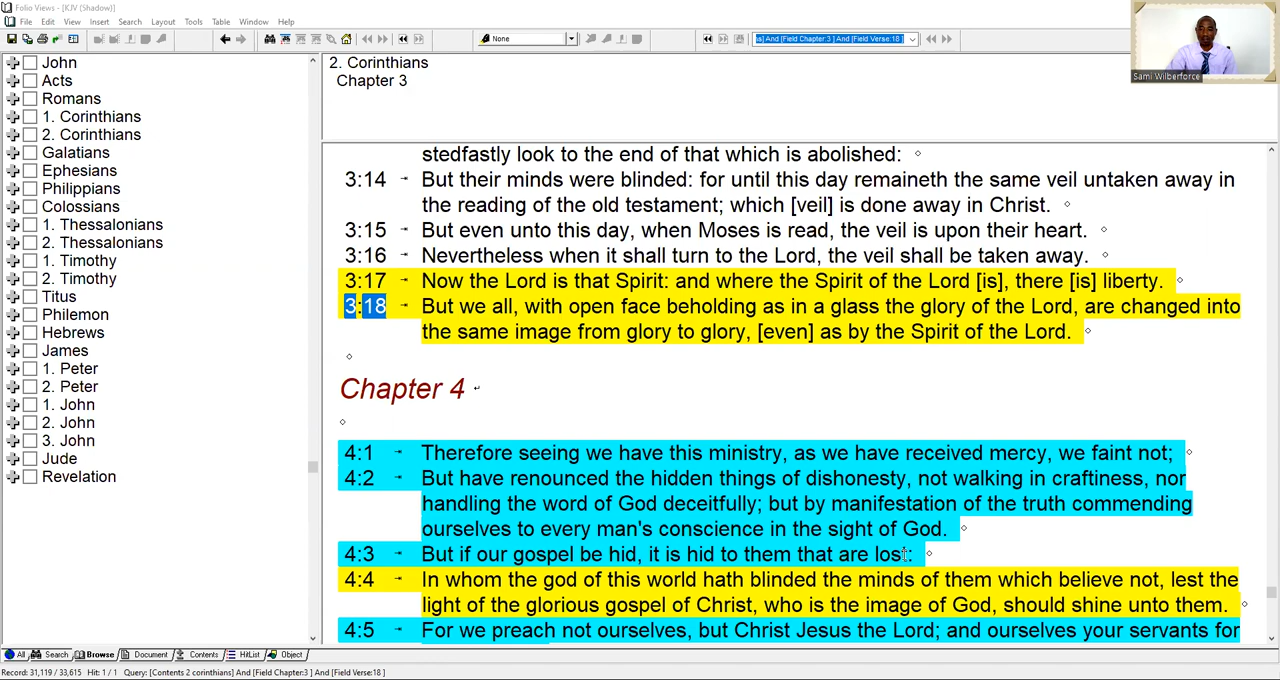 Folio Views - [KJV (Shadow)]
File Edit View Insert Search Layout Tools Table Window Help
None
is] And [Field Chapter:3 ] And [Field Verse:18 ]
Sami Wilberforce
John
Acts
Romans
1. Corinthians
2. Corinthians
Galatians
Ephesians
Philippians
Colossians
1. Thessalonians
2. Thessalonians
1. Timothy
2. Timothy
Titus
Philemon
Hebrews
James
1. Peter
2. Peter
1. John
2. John
3. John
Jude
Revelation
2. Corinthians
Chapter 3
stedfastly look to the end of that which is abolished:
3:14 But their minds were blinded: for until this day remaineth the same veil untaken away in
the reading of the old testament; which [veil] is done away in Christ.
3:15 But even unto this day, when Moses is read, the veil is upon their heart.
3:16 Nevertheless when it shall turn to the Lord, the veil shall be taken away.
3:17 Now the Lord is that Spirit: and where the Spirit of the Lord [is], there [is] liberty.
3:18 But we all, with open face beholding as in a glass the glory of the Lord, are changed into
the same image from glory to glory, [even] as by the Spirit of the Lord.
Chapter 4
4:1 Therefore seeing we have this ministry, as we have received mercy, we faint not;
4:2 But have renounced the hidden things of dishonesty, not walking in craftiness, nor
handling the word of God deceitfully; but by manifestation of the truth commending
ourselves to every man's conscience in the sight of God.
4:3 But if our gospel be hid, it is hid to them that are lost:
4:4 In whom the god of this world hath blinded the minds of them which believe not, lest the
light of the glorious gospel of Christ, who is the image of God, should shine unto them.
4:5 For we preach not ourselves, but Christ Jesus the Lord; and ourselves your servants for
All Search Browse Document Contents HitList Object
Record: 31,119 / 33,615 Hit: 1 / 1 Query: [Contents 2 corinthians] And [Field Chapter:3 ] And [Field Verse:18 ]